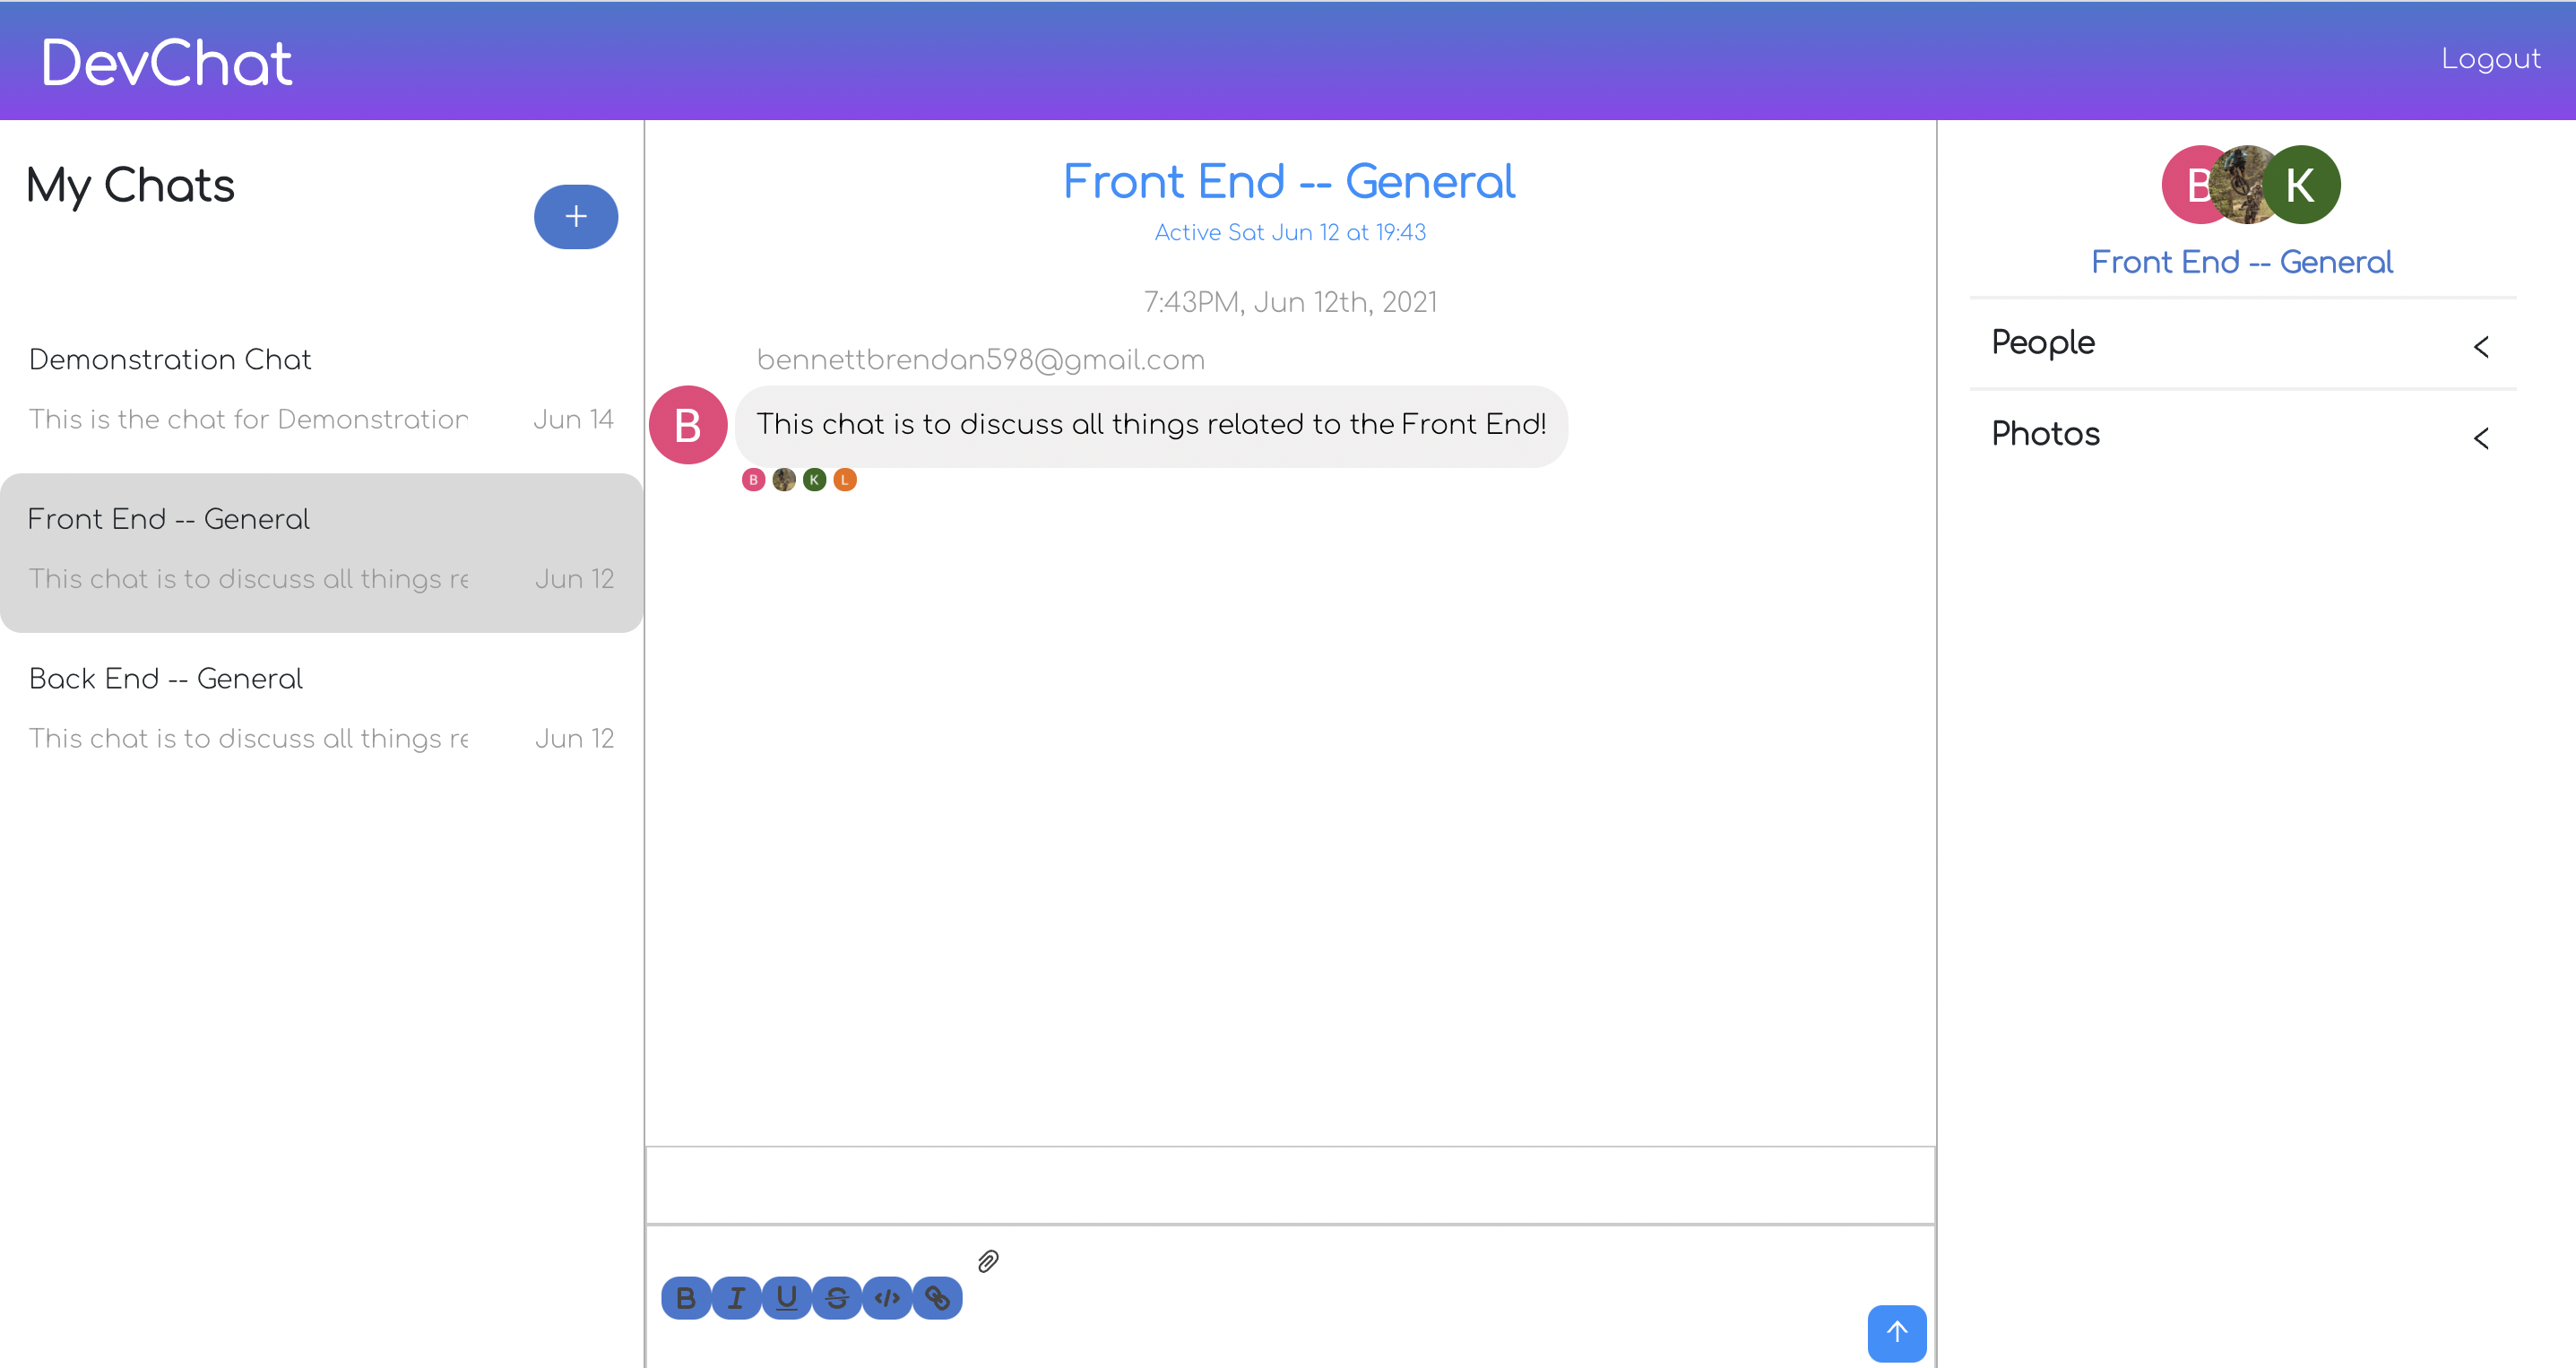 DevChat
Logout
My Chats
+
Demonstration Chat
This is the chat for Demonstration
Jun 14
Front End -- General
This chat is to discuss all things re
Jun 12
Back End -- General
This chat is to discuss all things re
Jun 12
Front End -- General
Active Sat Jun 12 at 19:43
7:43PM, Jun 12th, 2021
bennettbrendan598@gmail.com
B
This chat is to discuss all things related to the Front End!
B K L
B I U S </>
B K
Front End -- General
People <
Photos <